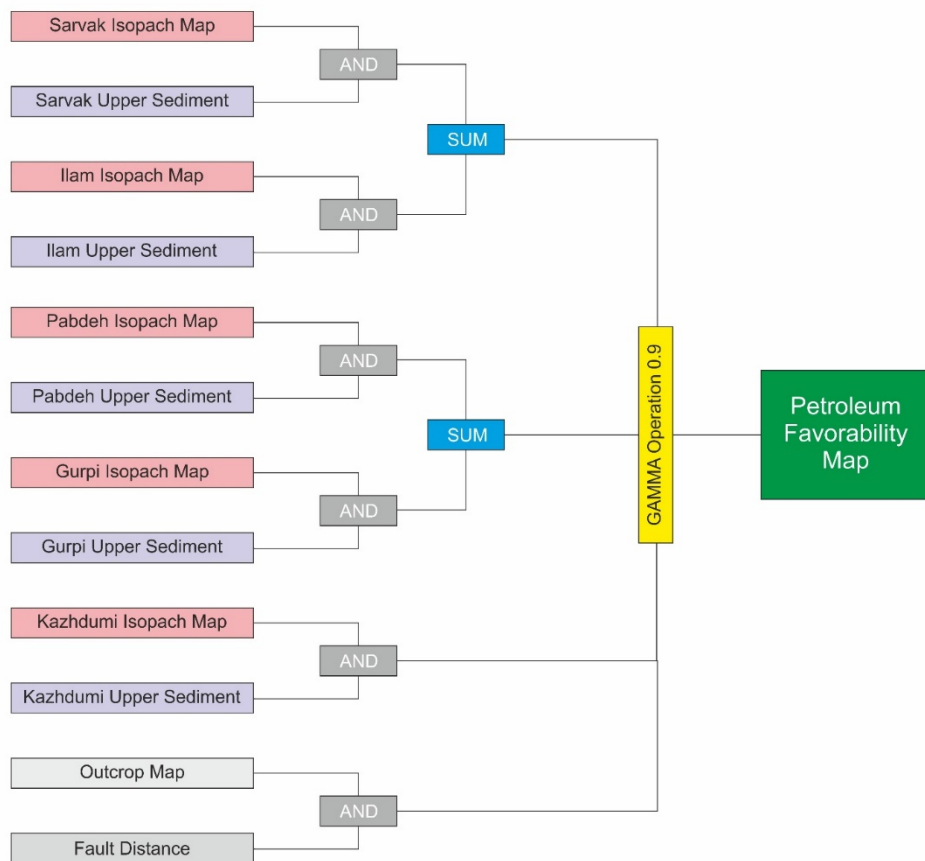 Sarvak Isopach Map
AND
Sarvak Upper Sediment
SUM
Ilam Isopach Map
AND
Ilam Upper Sediment
Pabdeh Isopach Map
AND
Pabdeh Upper Sediment
SUM
Gurpi Isopach Map
AND
Gurpi Upper Sediment
Kazhdumi Isopach Map
AND
Kazhdumi Upper Sediment
Outcrop Map
AND
Fault Distance
GAMMA Operation 0.9
Petroleum
Favorability
Map